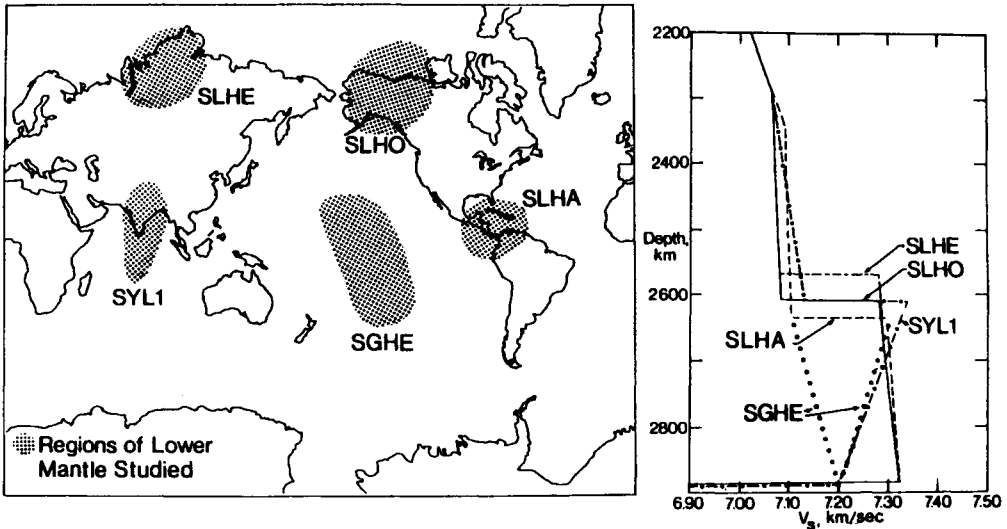 SLHE
SLHO
SLHA
SYL1
SGHE
Regions of Lower
Mantle Studied
2200
2400
Depth,
km
2600
2800
SLHE
SLHO
SYL1
SLHA
SGHE
6.90 7.00 7.10 7.20 7.30 7.40 7.50
Vs, km/sec